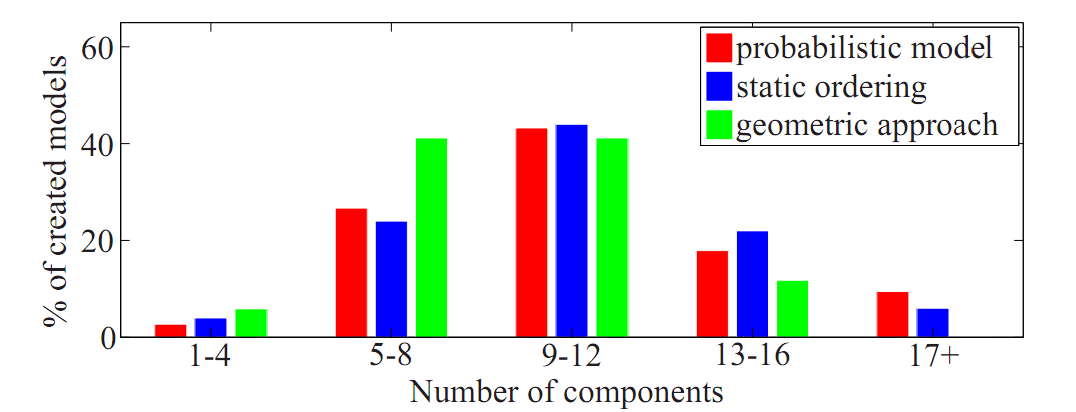 % of created models
60
40
20
0
probabilistic model
static ordering
geometric approach
1-4 5-8 9-12 13-16 17+
Number of components